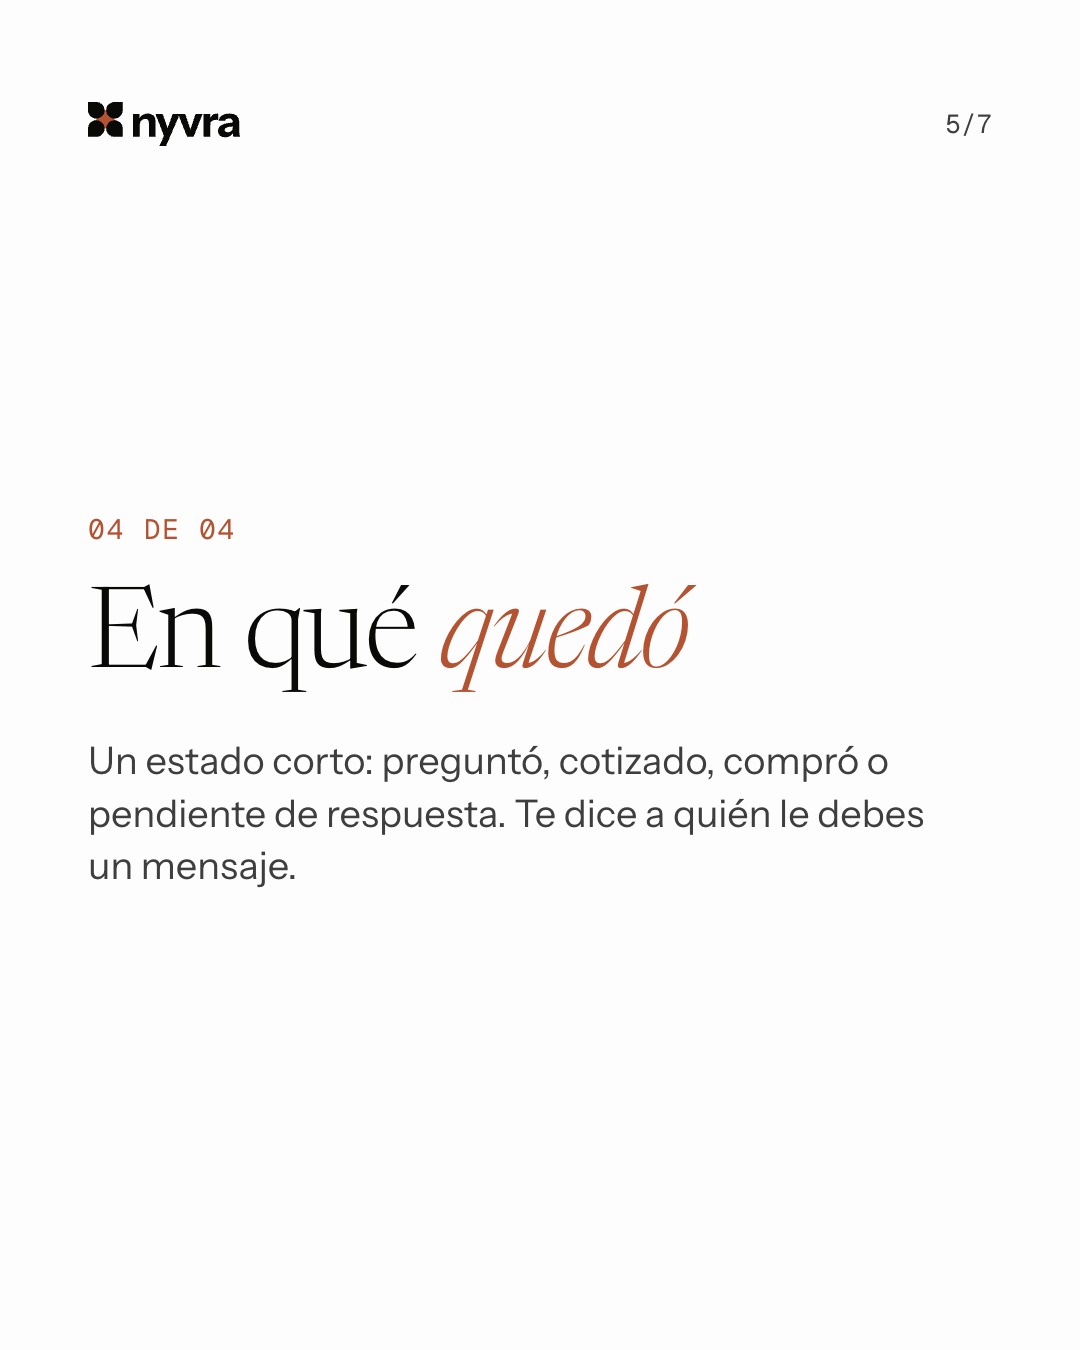 nyvra
5/7
04 DE 04
En qué quedó
Un estado corto: preguntó, cotizado, compró o
pendiente de respuesta. Te dice a quién le debes
un mensaje.